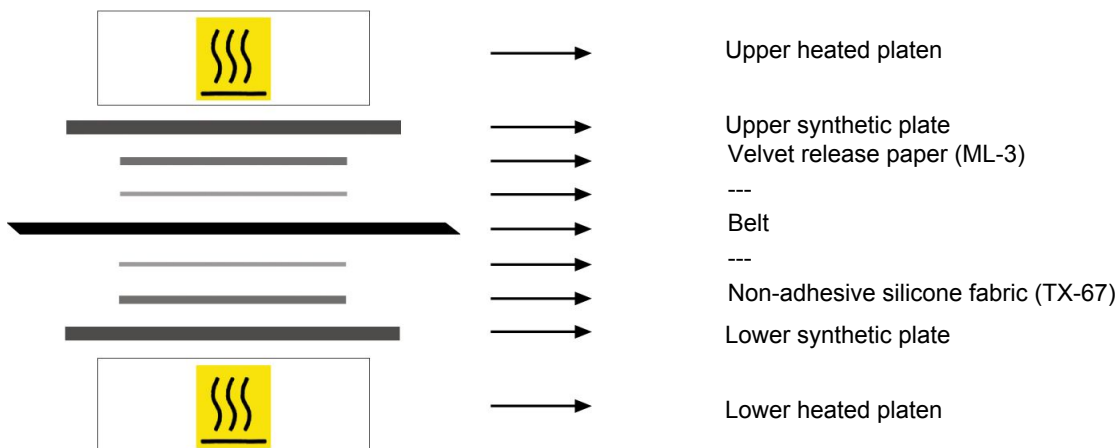 Upper heated platen
Upper synthetic plate
Velvet release paper (ML-3)
---
Belt
---
Non-adhesive silicone fabric (TX-67)
Lower synthetic plate
Lower heated platen